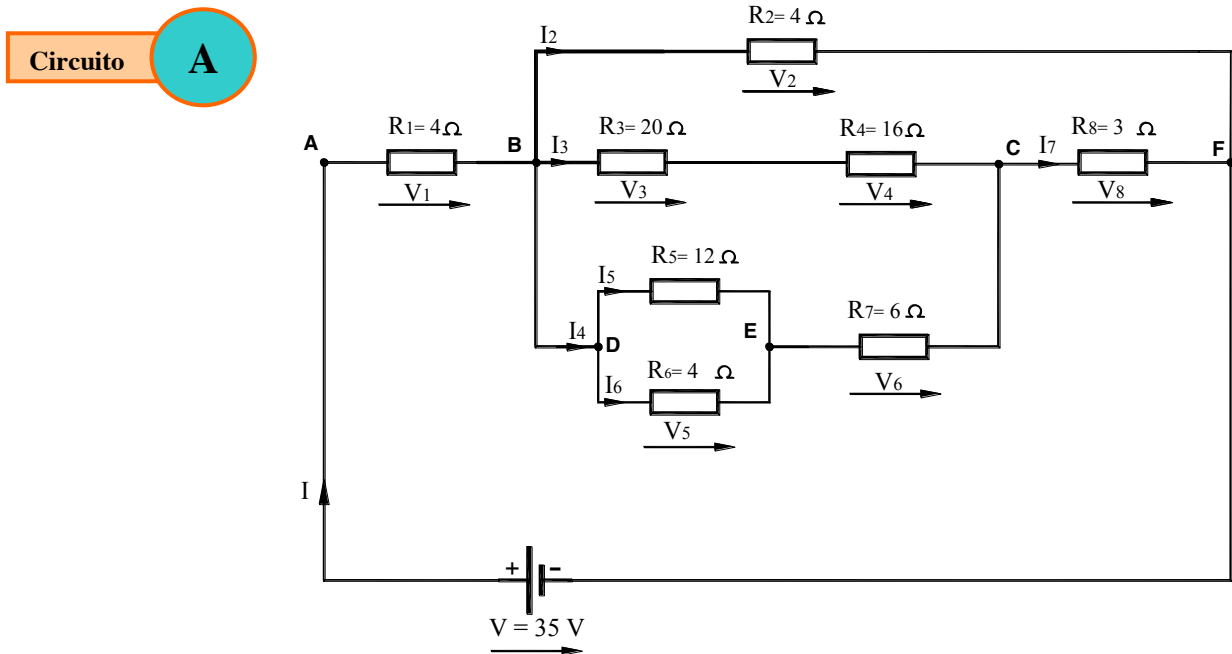 Circuito A
R2= 4 Ω
I2
V2
A
R1= 4 Ω
B
I3
R3= 20 Ω
R4= 16 Ω
C
I7
R8= 3 Ω
F
V1
V3
V4
V8
R5= 12 Ω
I5
I4
D
E
R7= 6 Ω
I6
R6= 4 Ω
V6
V5
I
+ -
V = 35 V